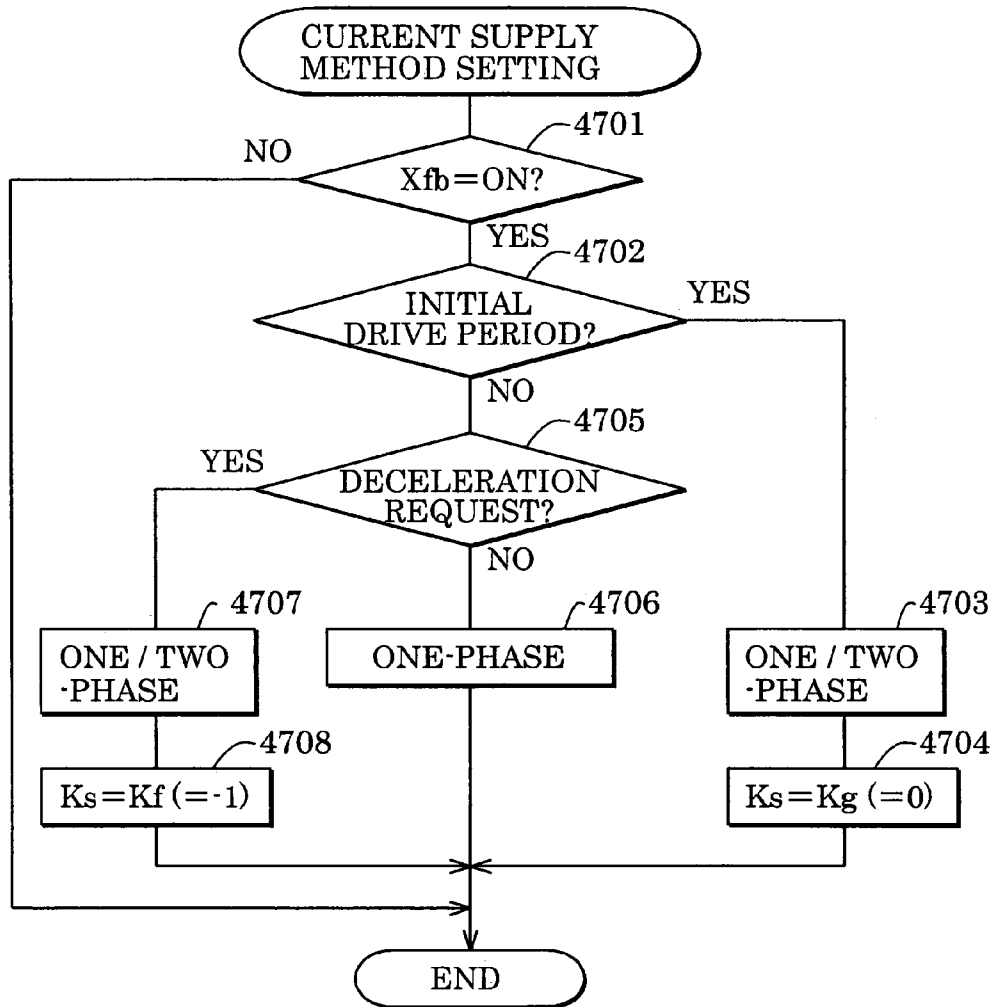 CURRENT SUPPLY
METHOD SETTING
4701
NO
Xfb=ON?
YES
4702
INITIAL
DRIVE PERIOD?
YES
NO
4705
YES
DECELERATION
REQUEST?
NO
4707
4706
4703
ONE / TWO
-PHASE
ONE-PHASE
ONE / TWO
-PHASE
4708
4704
Ks=Kf (=-1)
Ks=Kg (=0)
END